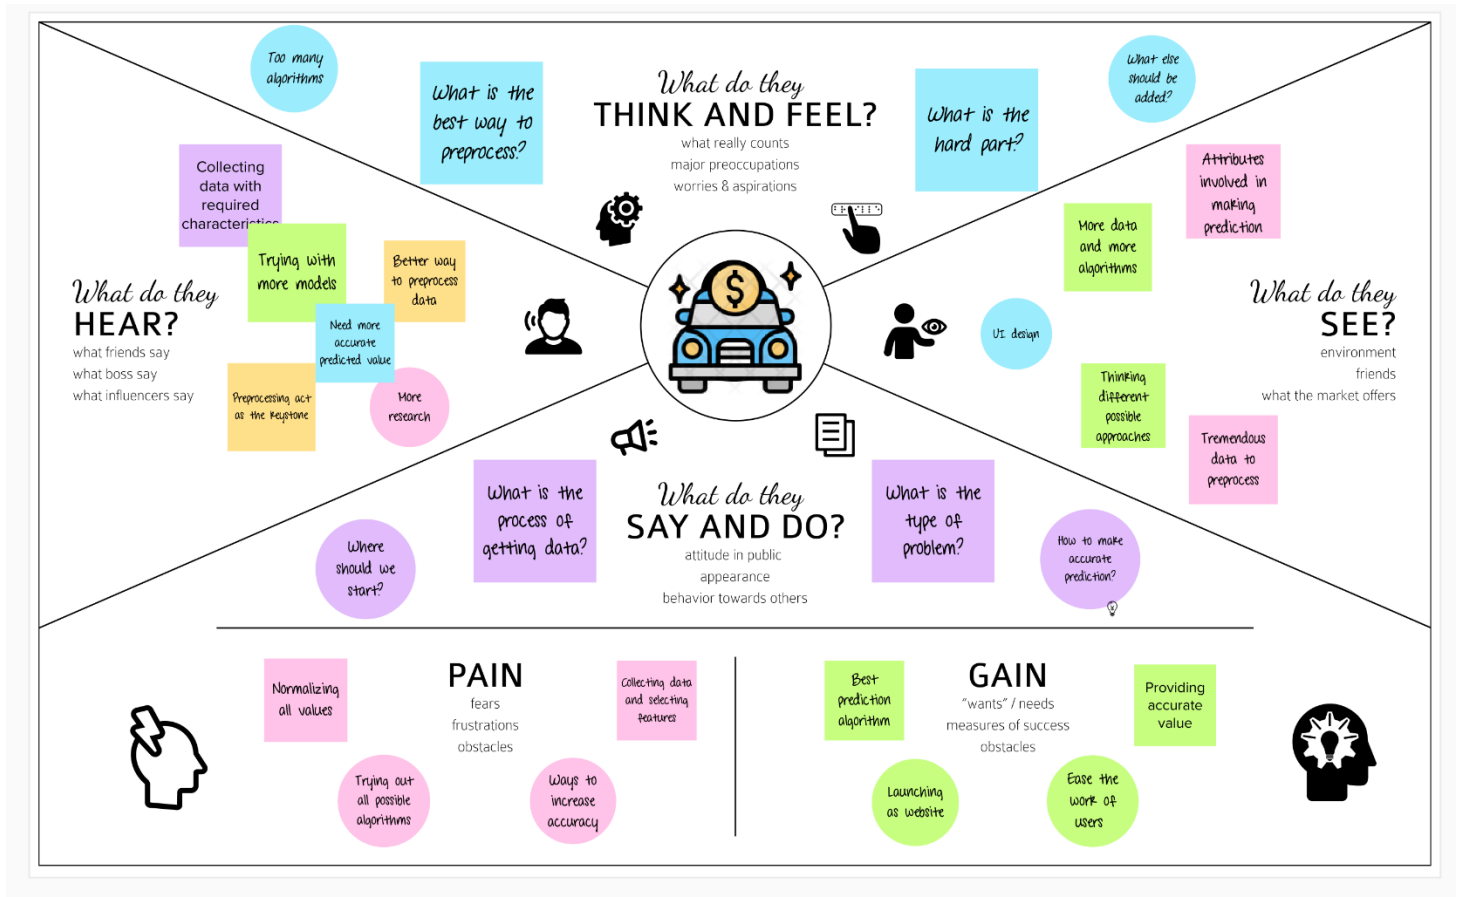 Too many
algorithms
What is the
best way to
preprocess?
What do they
THINK AND FEEL?
what really counts
major preoccupations
worries & aspirations
What is the
hard part?
What else
should be
added?
Collecting
data with
required
characteristics
Trying with
more models
Better way
to preprocess
data
Need more
accurate
predicted value
Preprocessing act
as the keystone
More
research
What do they
HEAR?
what friends say
what boss say
what influencers say
$
Attributes
involved in
making
prediction
More data
and more
algorithms
UI design
Thinking
different
possible
approaches
Tremendous
data to
preprocess
What do they
SEE?
environment
friends
what the market offers
Where
should we
start?
What is the
process of
getting data?
What do they
SAY AND DO?
attitude in public
appearance
behavior towards others
What is the
type of
problem?
How to make
accurate
prediction?
Normalizing
all values
PAIN
fears
frustrations
obstacles
Collecting data
and selecting
features
Trying out
all possible
algorithms
Ways to
increase
accuracy
Best
prediction
algorithm
GAIN
“wants” / needs
measures of success
obstacles
Providing
accurate
value
Launching
as website
Ease the
work of
users